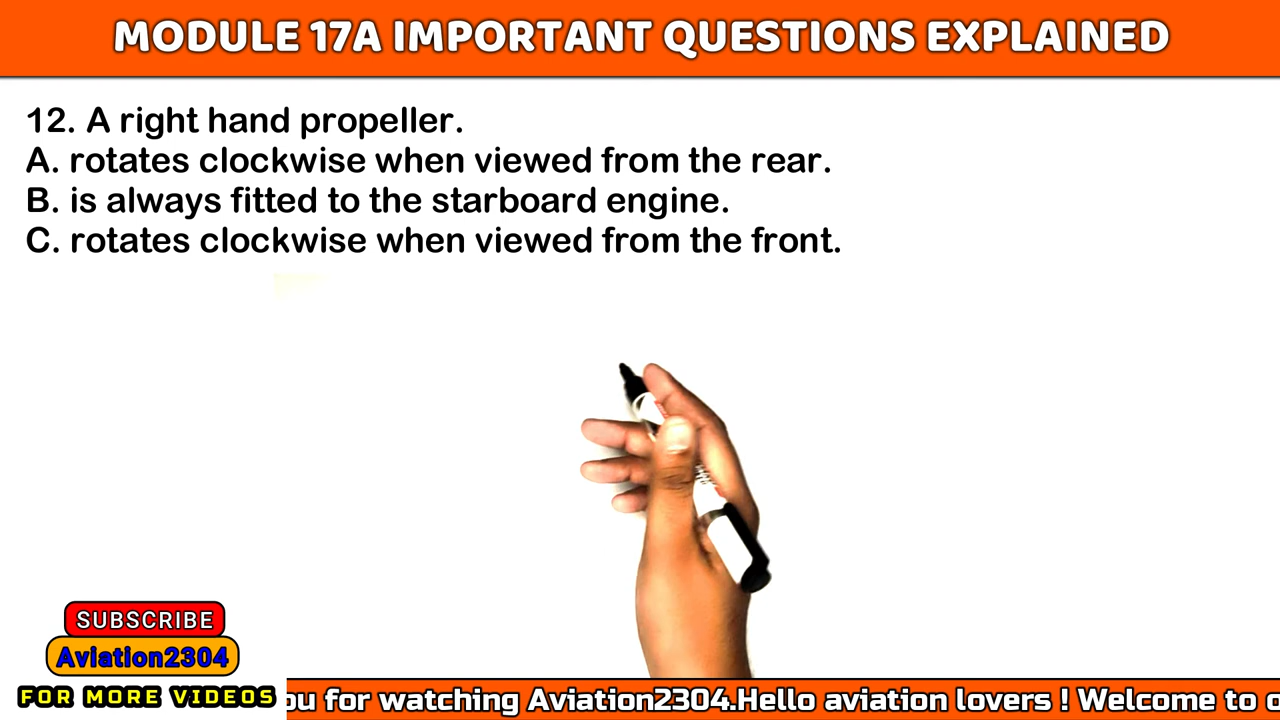 MODULE 17A IMPORTANT QUESTIONS EXPLAINED
12. A right hand propeller.
A. rotates clockwise when viewed from the rear.
B. is always fitted to the starboard engine.
C. rotates clockwise when viewed from the front.
SUBSCRIBE
Aviation2304
FOR MORE VIDEOS
ou for watching Aviation2304.Hello aviation lovers ! Welcome to